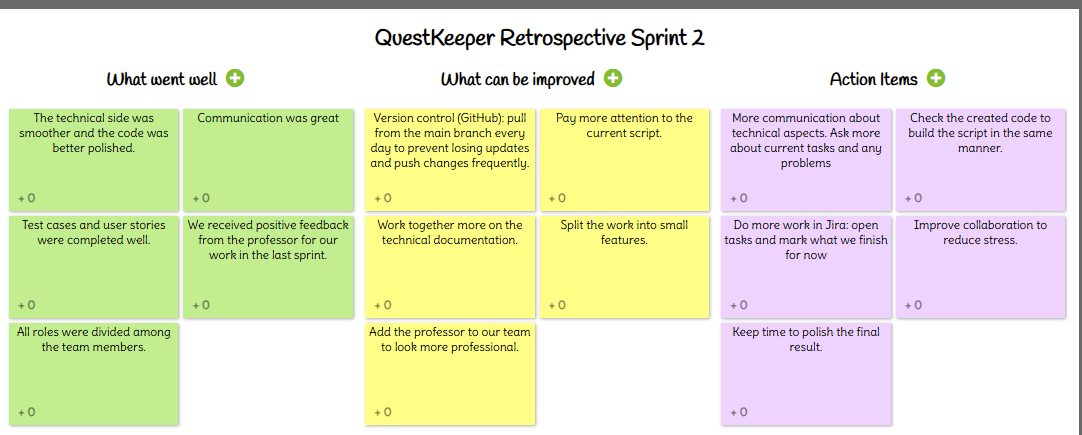 QuestKeeper Retrospective Sprint 2
What went well
The technical side was
smoother and the code was
better polished.
+ 0
Communication was great
+ 0
Test cases and user stories
were completed well.
+ 0
We received positive feedback
from the professor for our
work in the last sprint.
+ 0
All roles were divided among
the team members.
+ 0
What can be improved
Version control (GitHub): pull
from the main branch every
day to prevent losing updates
and push changes frequently.
+ 0
Pay more attention to the
current script.
+ 0
Work together more on the
technical documentation.
+ 0
Split the work into small
features.
+ 0
Add the professor to our team
to look more professional.
+ 0
Action Items
More communication about
technical aspects. Ask more
about current tasks and any
problems
+ 0
Check the created code to
build the script in the same
manner.
+ 0
Do more work in Jira: open
tasks and mark what we finish
for now
+ 0
Improve collaboration to
reduce stress.
+ 0
Keep time to polish the final
result.
+ 0